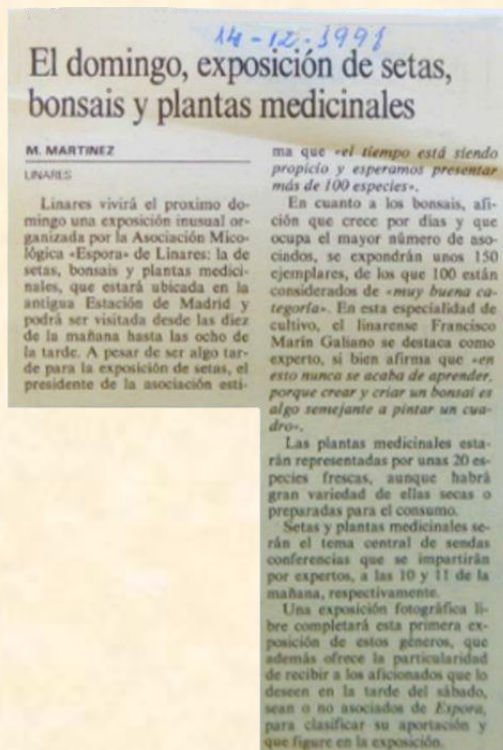 14-12-1991
El domingo, exposición de setas,
bonsais y plantas medicinales
M. MARTINEZ
LINARES
Linares vivirá el proximo do-
mingo una exposición inusual or-
ganizada por la Asociación Mico-
lógica «Espora» de Linares: la de
setas, bonsais y plantas medici-
nales, que estará ubicada en la
antigua Estación de Madrid y
podrá ser visitada desde las diez
de la mañana hasta las ocho de
la tarde. A pesar de ser algo tar-
de para la exposición de setas, el
presidente de la asociación esti-
ma que «el tiempo está siendo
propicio y esperamos presentar
más de 100 especies».
En cuanto a los bonsais, afi-
ción que crece por días y que
ocupa el mayor número de aso-
ciados, se expondrán unos 150
ejemplares, de los que 100 están
considerados de «muy buena ca-
tegoría». En esta especialidad de
cultivo, el linarense Francisco
Marín Galiano se destaca como
experto, si bien afirma que «en
esto nunca se acaba de aprender,
porque crear y criar un bonsai es
algo semejante a pintar un cua-
dro».
Las plantas medicinales esta-
rán representadas por unas 20 es-
pecies frescas, aunque habrá
gran variedad de ellas secas o
preparadas para el consumo.
Setas y plantas medicinales se-
rán el tema central de sendas
conferencias que se impartirán
por expertos, a las 10 y 11 de la
mañana, respectivamente.
Una exposición fotográfica li-
bre completará esta primera ex-
posición de estos géneros, que
además ofrece la particularidad
de recibir a los aficionados que lo
deseen en la tarde del sábado,
sean o no asociados de Espora,
para clasificar su aportación y
que figure en la exposición.